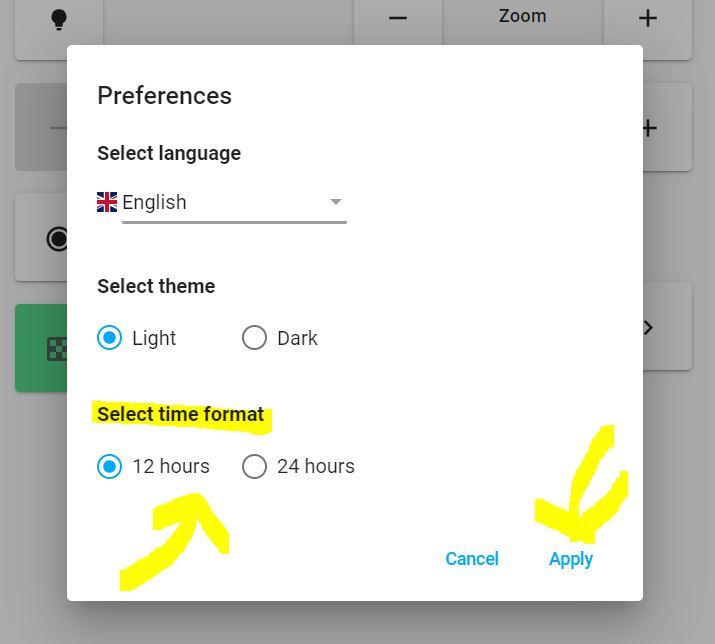 Zoom
Preferences
Select language
English
Select theme
Light Dark
Select time format
12 hours 24 hours
Cancel Apply